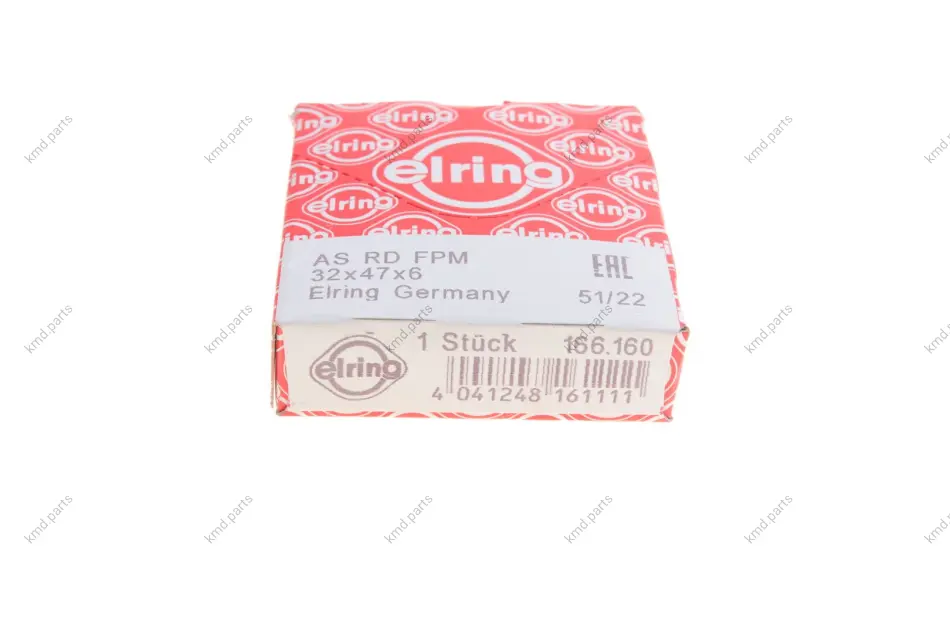 elring
AS RD FPM
32x47x6
Elring Germany
EAC
51/22
elring
1 Stück
166.160
4 041248 161111
kmd.parts